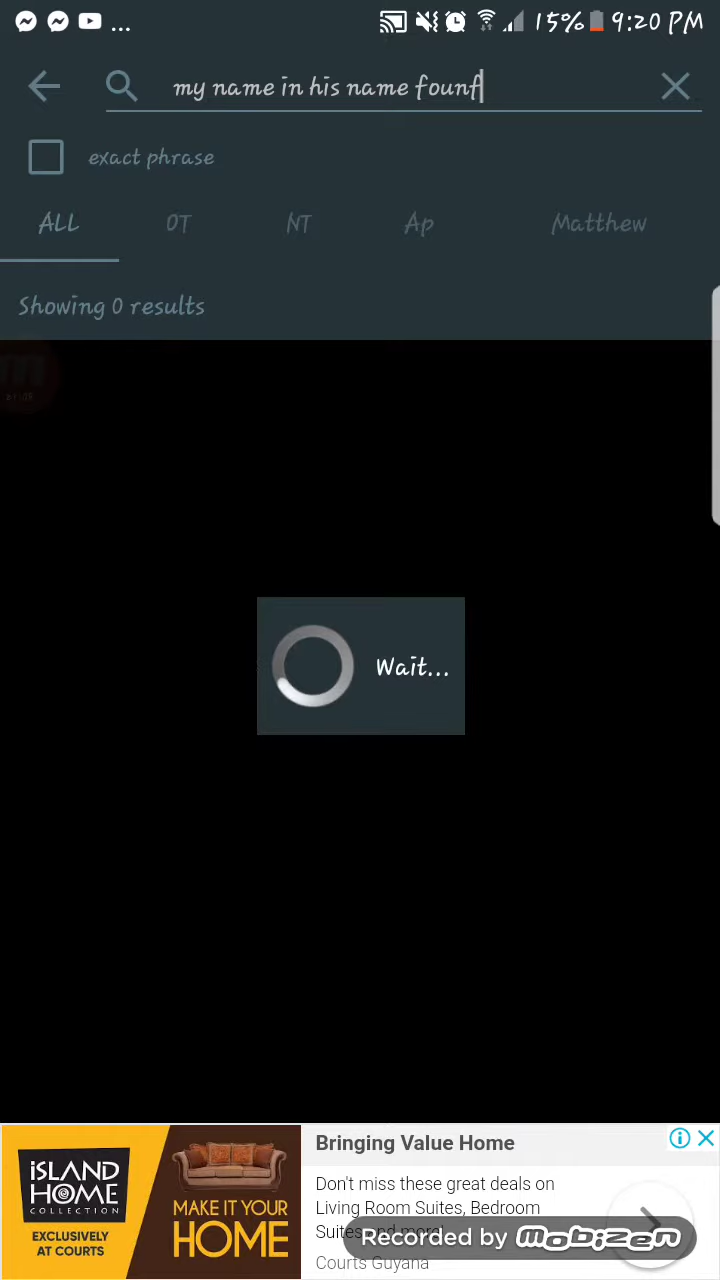 ... 15% 9:20 PM
my name in his name founf
exact phrase
ALL OT NT Ap Matthew
Showing 0 results
Wait...
iSLAND
HOME
COLLECTION
EXCLUSIVELY
AT COURTS
MAKE IT YOUR
HOME
Bringing Value Home
Don't miss these great deals on
Living Room Suites, Bedroom
Suites and more!
Courts Guyana
Recorded by mobizen